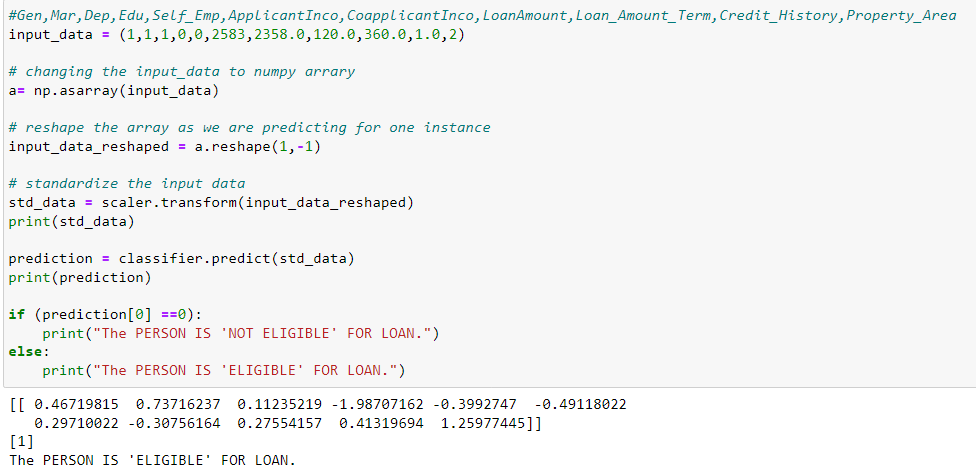 #Gen,Mar,Dep,Edu,Self_Emp,ApplicantInco,CoapplicantInco,LoanAmount,Loan_Amount_Term,Credit_History,Property_Area
input_data = (1,1,1,0,0,2583,2358.0,120.0,360.0,1.0,2)
# changing the input_data to numpy arrary
a= np.asarray(input_data)
# reshape the array as we are predicting for one instance
input_data_reshaped = a.reshape(1,-1)
# standardize the input data
std_data = scaler.transform(input_data_reshaped)
print(std_data)
prediction = classifier.predict(std_data)
print(prediction)
if (prediction[0] ==0):
    print("The PERSON IS 'NOT ELIGIBLE' FOR LOAN.")
else:
    print("The PERSON IS 'ELIGIBLE' FOR LOAN.")
[[ 0.46719815  0.73716237  0.11235219 -1.98707162 -0.3992747  -0.49118022
   0.29710022 -0.30756164  0.27554157  0.41319694  1.25977445]]
[1]
The PERSON IS 'ELIGIBLE' FOR LOAN.